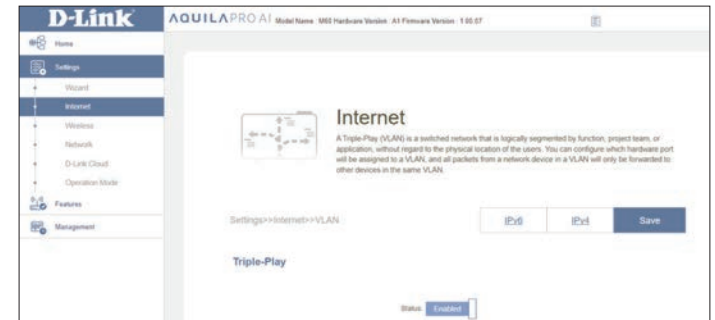 D-Link
AQUILA PRO AI Model Name : M60 Hardware Version : A1 Firmware Version : 1.00.07
Home
Settings
Wizard
Internet
Wireless
Network
D-Link Cloud
Operation Mode
Features
Management
Internet
A Triple-Play (VLAN) is a switched network that is logically segmented by function, project team, or
application, without regard to the physical location of the users. You can configure which hardware port
will be assigned to a VLAN, and all packets from a network device in a VLAN will only be forwarded to
other devices in the same VLAN.
Settings>>Internet>>VLAN
IPv6
IPv4
Save
Triple-Play
Status: Enabled